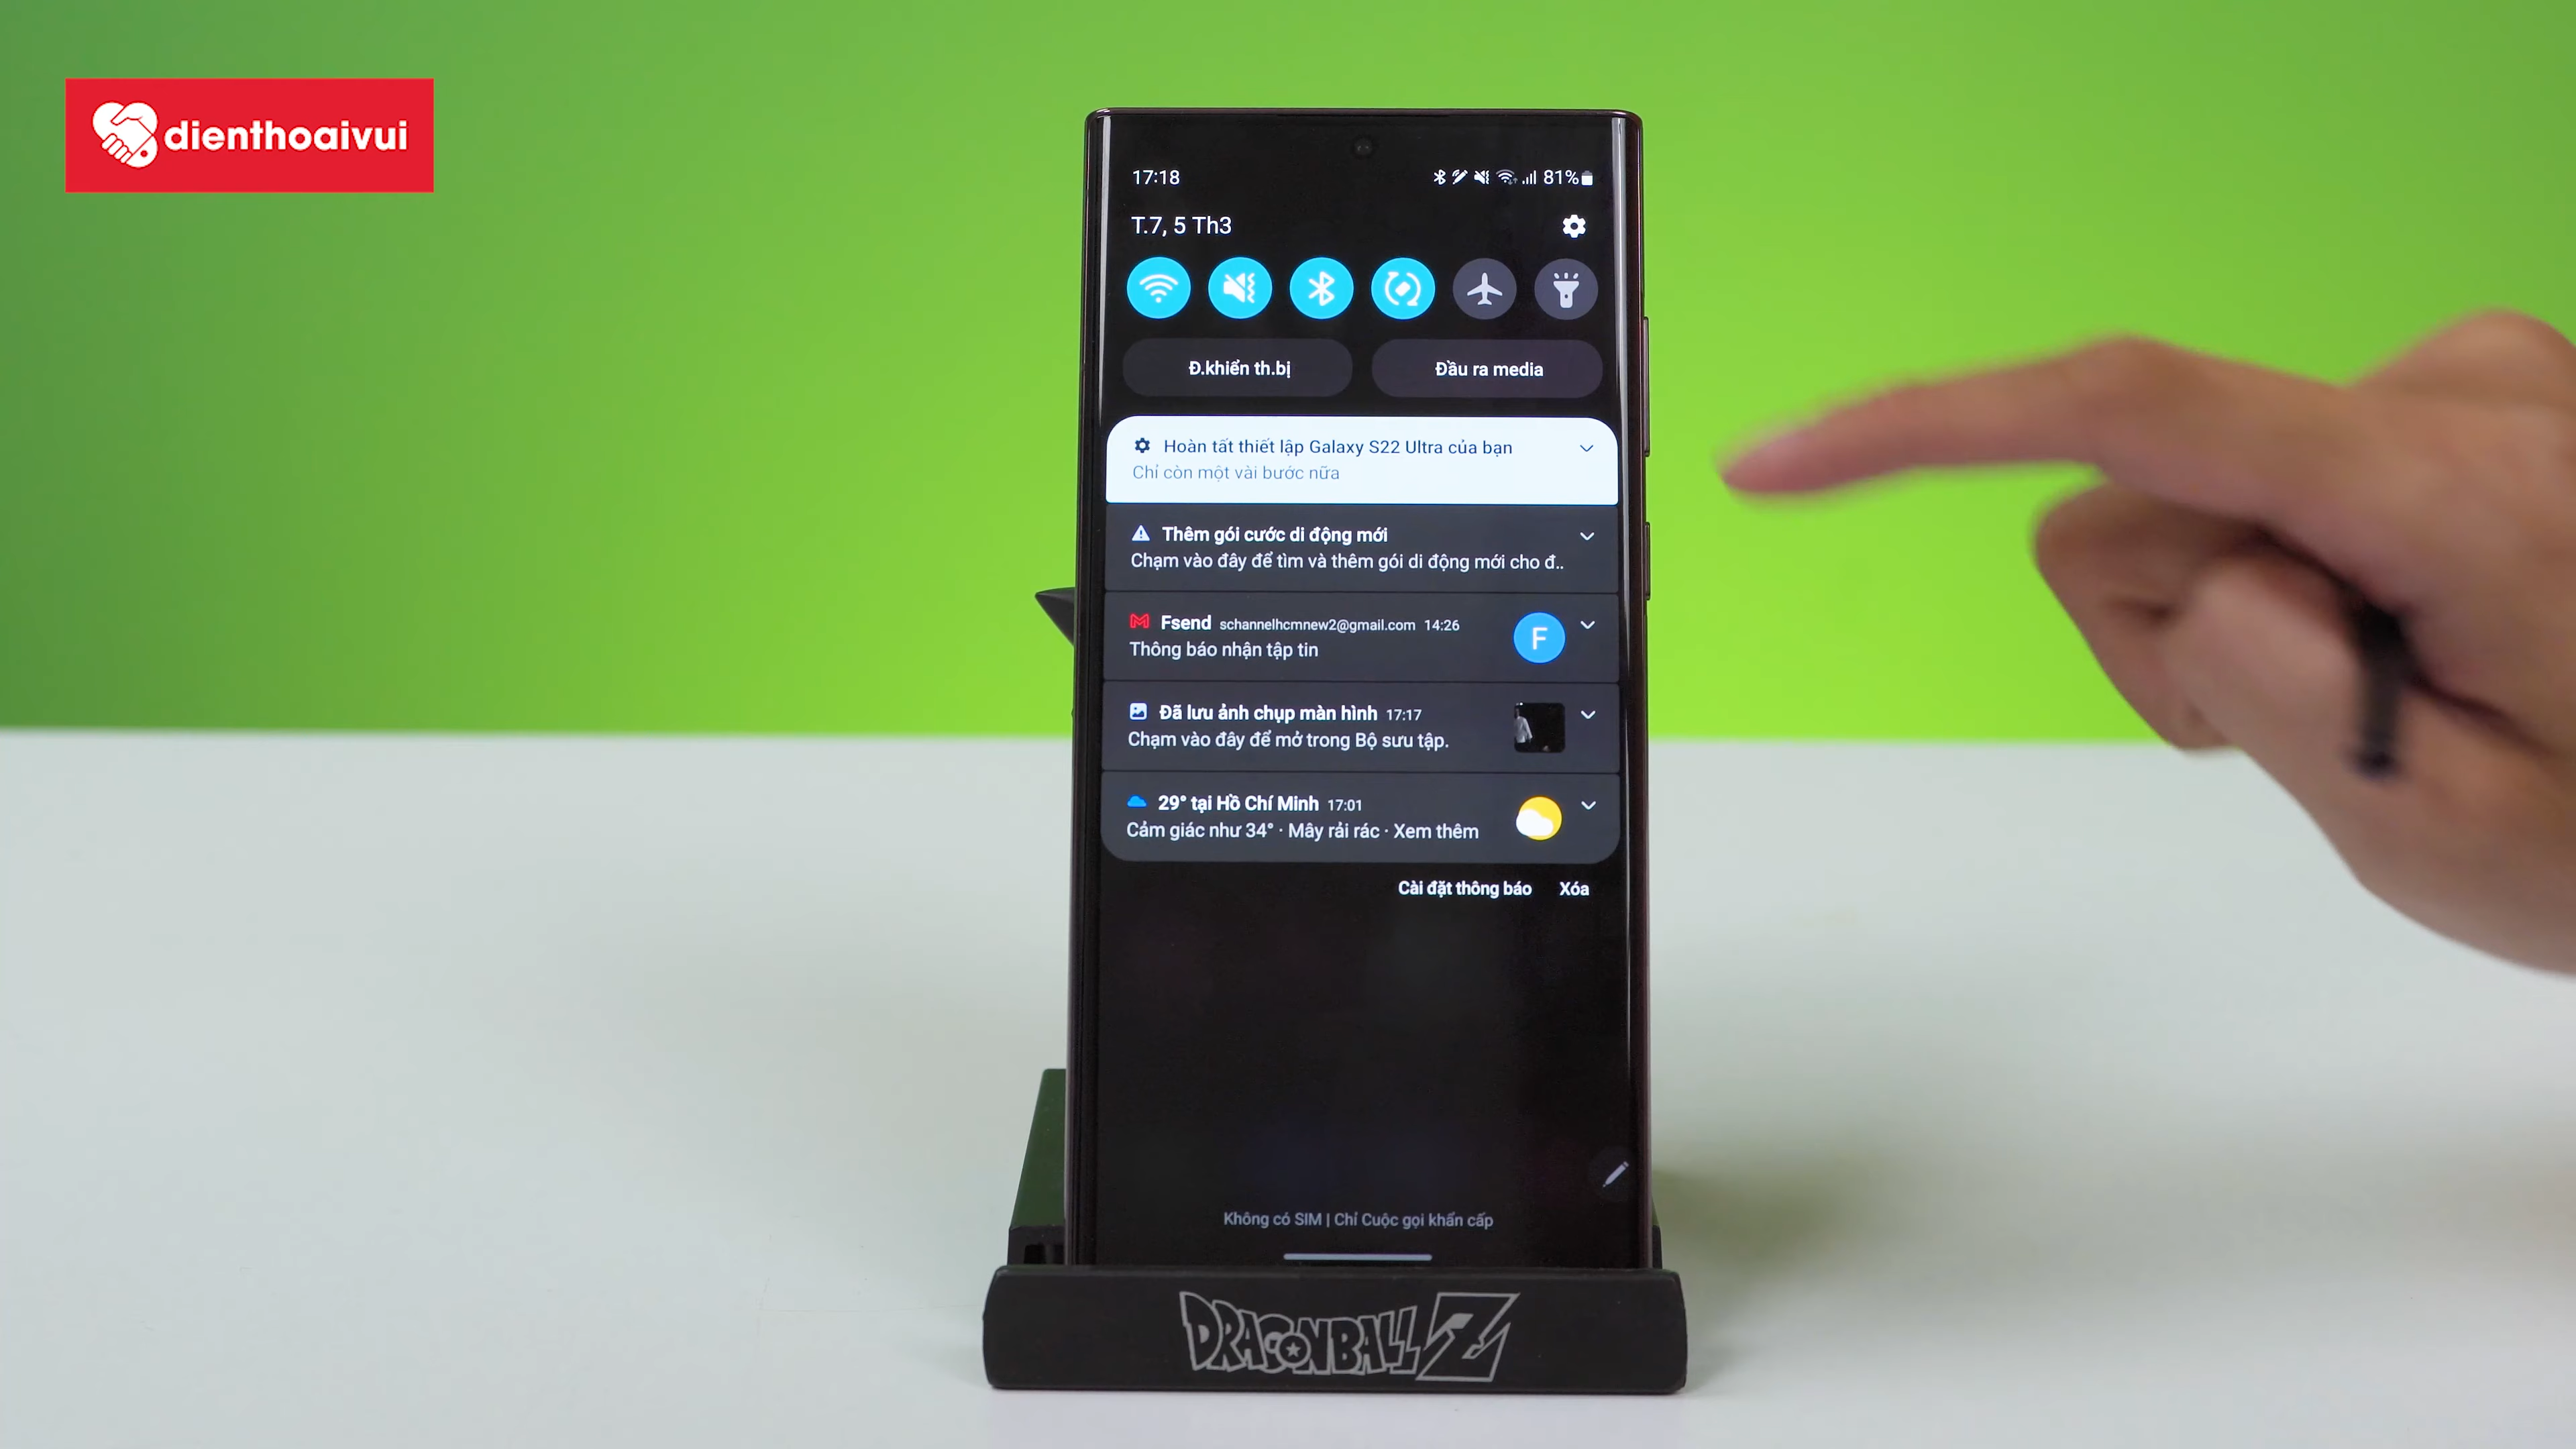 dienthoaivui
17:18
81%
T.7, 5 Th3
Đ.khiển th.bị
Đầu ra media
Hoàn tất thiết lập Galaxy S22 Ultra của bạn
Chỉ còn một vài bước nữa
Thêm gói cước di động mới
Chạm vào đây để tìm và thêm gói di động mới cho đ..
Fsend schannelhcmnew2@gmail.com 14:26
F
Thông báo nhận tập tin
Đã lưu ảnh chụp màn hình 17:17
Chạm vào đây để mở trong Bộ sưu tập.
29° tại Hồ Chí Minh 17:01
Cảm giác như 34° · Mây rải rác · Xem thêm
Cài đặt thông báo
Xóa
Không có SIM | Chỉ Cuộc gọi khẩn cấp
DRAGONBALL Z